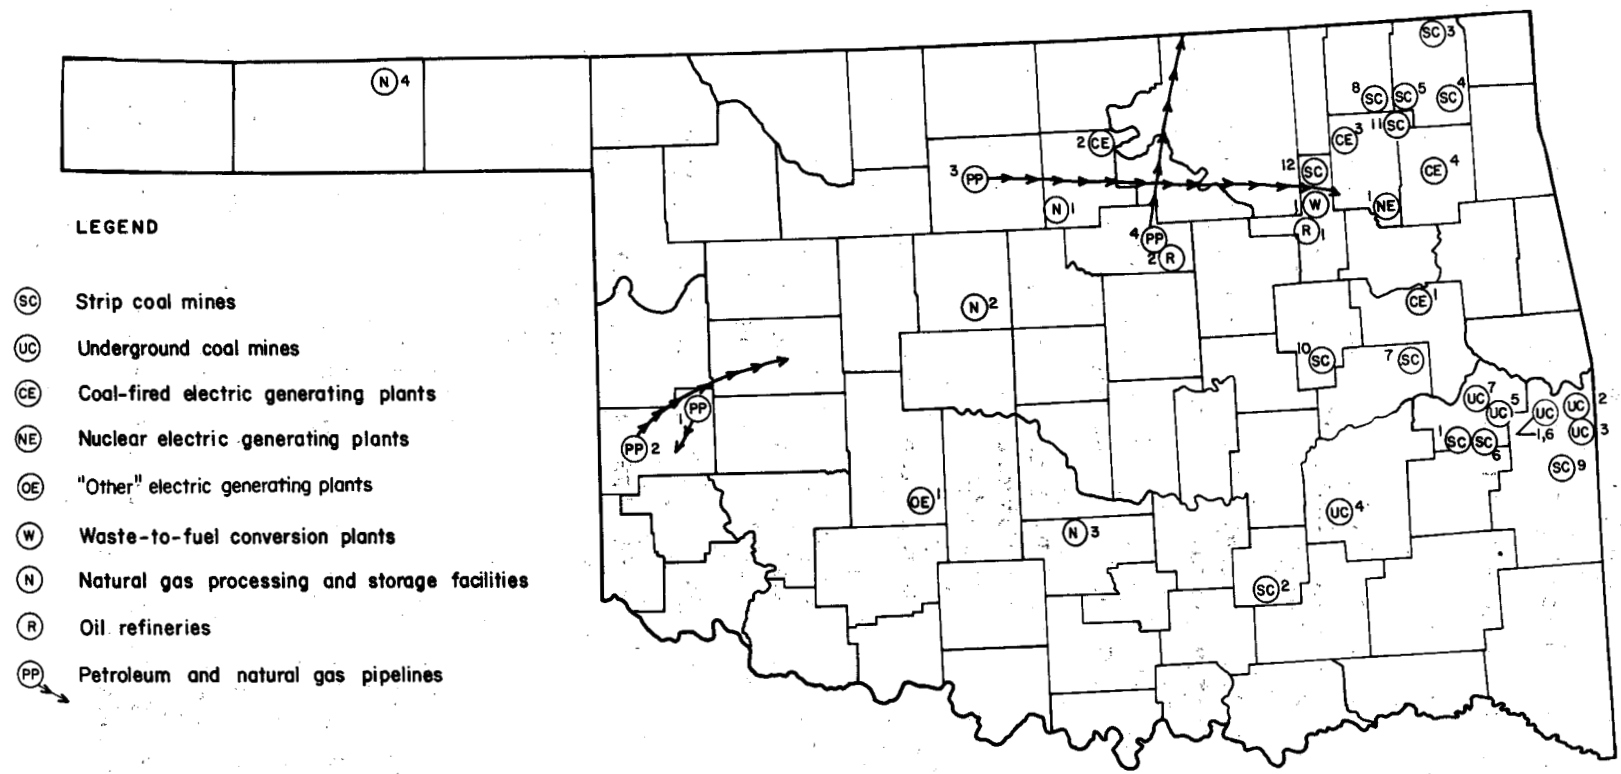 LEGEND
SC Strip coal mines
UC Underground coal mines
CE Coal-fired electric generating plants
NE Nuclear electric generating plants
OE "Other" electric generating plants
W Waste-to-fuel conversion plants
N Natural gas processing and storage facilities
R Oil refineries
PP Petroleum and natural gas pipelines
N 4
SC 3
8 SC
SC 5
SC 4
11 SC
2 CE
CE 3
12 SC
CE 4
3 PP
N 1
1 W
1 NE
R 1
4 PP
2 R
N 2
CE 1
10 SC
7 SC
PP 1
PP 2
UC 7
UC 5
UC 1,6
UC 2
UC 3
1 SC
SC 6
SC 9
OE 1
UC 4
N 3
SC 2